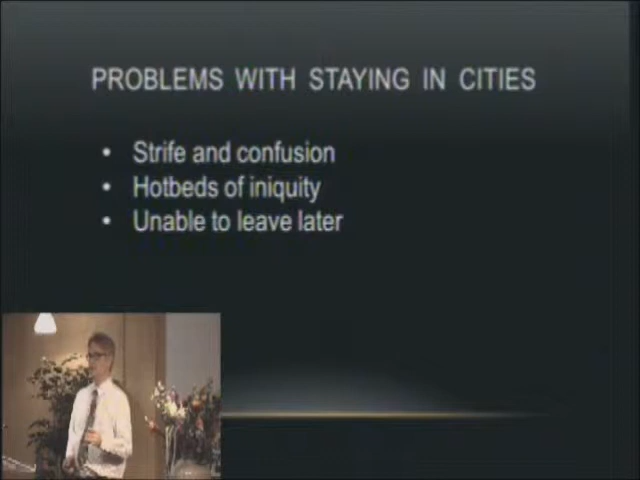 PROBLEMS WITH STAYING IN CITIES
• Strife and confusion
• Hotbeds of iniquity
• Unable to leave later